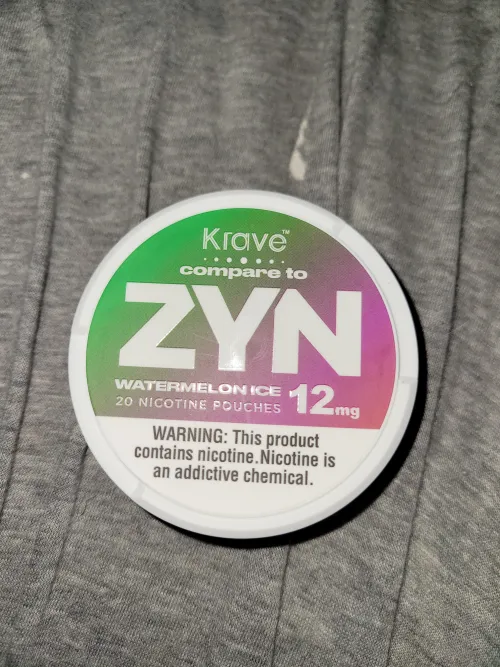 Krave™
compare to
ZYN
WATERMELON ICE
20 NICOTINE POUCHES
12mg
WARNING: This product
contains nicotine.Nicotine is
an addictive chemical.